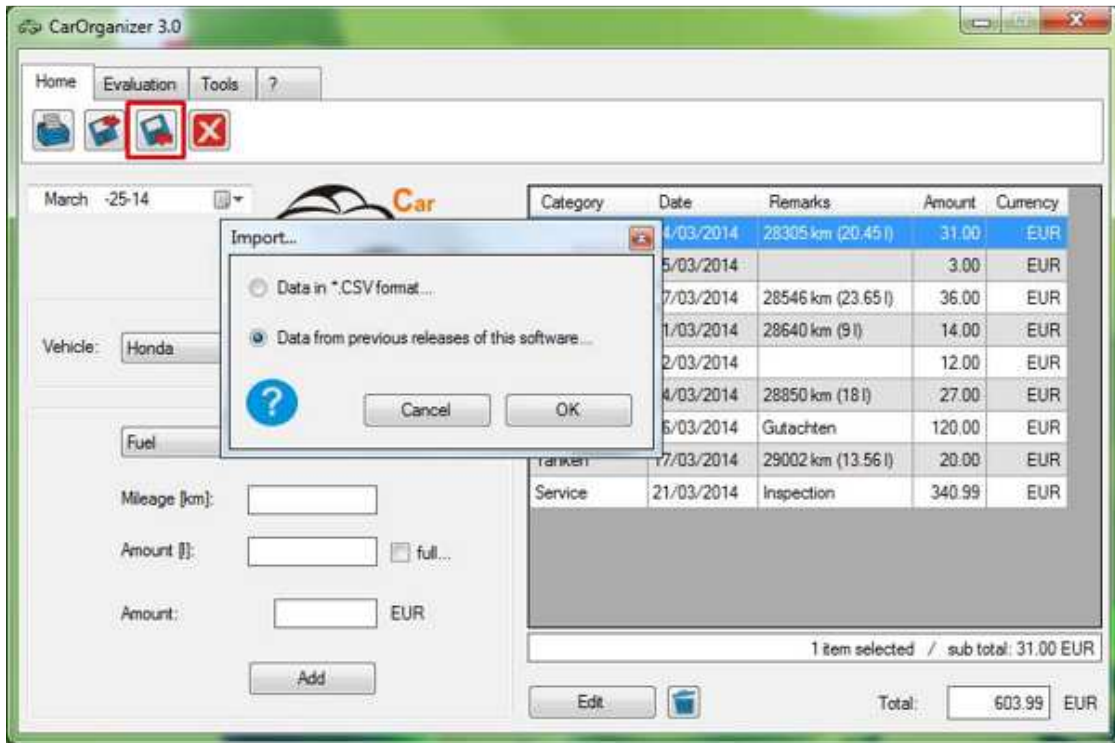 CarOrganizer 3.0
Home Evaluation Tools ?
March -25-14
Car
Import...
Data in *.CSV format...
Data from previous releases of this software...
?
Cancel OK
Vehicle: Honda
Fuel
Mileage [km]:
Amount [l]: full...
Amount: EUR
Add
Category Date Remarks Amount Currency
4/03/2014 28305 km (20.45 l) 31.00 EUR
5/03/2014 3.00 EUR
7/03/2014 28546 km (23.65 l) 36.00 EUR
1/03/2014 28640 km (9 l) 14.00 EUR
2/03/2014 12.00 EUR
4/03/2014 28850 km (18 l) 27.00 EUR
6/03/2014 Gutachten 120.00 EUR
Tanken 17/03/2014 29002 km (13.56 l) 20.00 EUR
Service 21/03/2014 Inspection 340.99 EUR
1 item selected / sub total: 31.00 EUR
Edit Total: 603.99 EUR